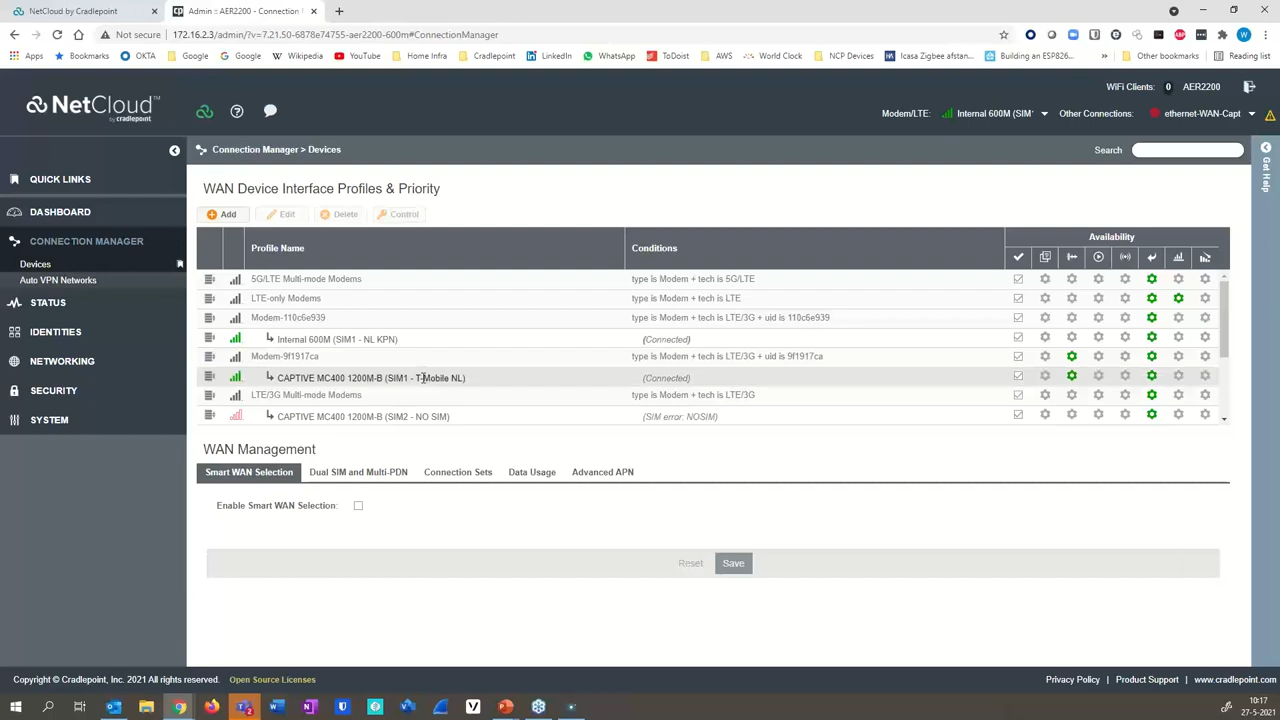 NetCloud by Cradlepoint
Admin :: AER2200 - Connection
Not secure
172.16.2.3/admin/?v=7.21.50-6878e74755-aer2200-600m#ConnectionManager
Apps
Bookmarks
OKTA
Google
Google
Wikipedia
YouTube
Home Infra
Cradlepoint
LinkedIn
WhatsApp
ToDoist
AWS
World Clock
NCP Devices
Icasa Zigbee afstan...
Building an ESP826...
Other bookmarks
Reading list
NetCloud™
by cradlepoint
WiFi Clients: 0 AER2200
Modem/LTE: Internal 600M (SIM'
Other Connections: ethernet-WAN-Capt
QUICK LINKS
DASHBOARD
CONNECTION MANAGER
Devices
Auto VPN Networks
STATUS
IDENTITIES
NETWORKING
SECURITY
SYSTEM
Connection Manager > Devices
Search
Get Help
WAN Device Interface Profiles & Priority
Add
Edit
Delete
Control
Profile Name
Conditions
Availability
5G/LTE Multi-mode Modems type is Modem + tech is 5G/LTE
LTE-only Modems type is Modem + tech is LTE
Modem-110c6e939 type is Modem + tech is LTE/3G + uid is 110c6e939
Internal 600M (SIM1 - NL KPN) (Connected)
Modem-9f1917ca type is Modem + tech is LTE/3G + uid is 9f1917ca
CAPTIVE MC400 1200M-B (SIM1 - T-Mobile NL) (Connected)
LTE/3G Multi-mode Modems type is Modem + tech is LTE/3G
CAPTIVE MC400 1200M-B (SIM2 - NO SIM) (SIM error: NOSIM)
WAN Management
Smart WAN Selection
Dual SIM and Multi-PDN
Connection Sets
Data Usage
Advanced APN
Enable Smart WAN Selection:
Reset
Save
Copyright © Cradlepoint, Inc. 2021 All rights reserved.
Open Source Licenses
Privacy Policy
Product Support
www.cradlepoint.com
10:17
27-5-2021